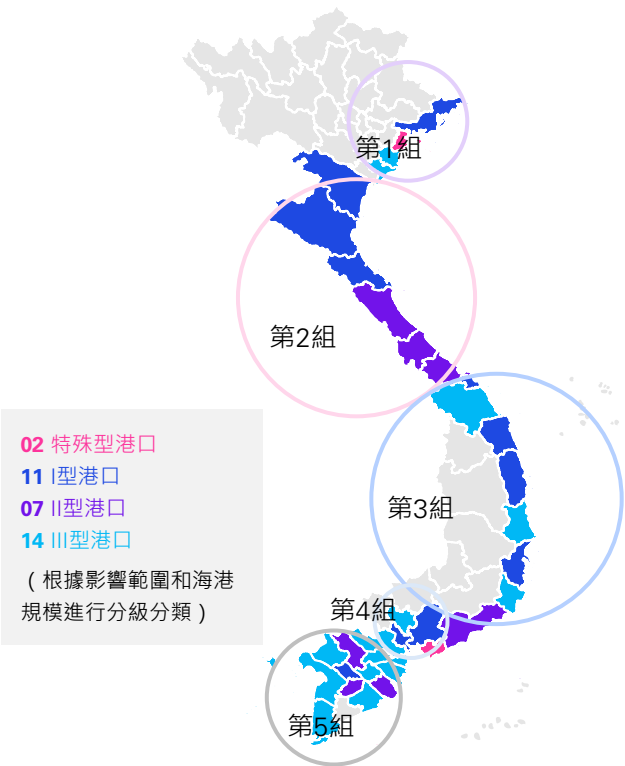 第1組
第2組
02 特殊型港口
11 I型港口
07 II型港口
14 III型港口
（根據影響範圍和海港
規模進行分級分類）
第3組
第4組
第5組